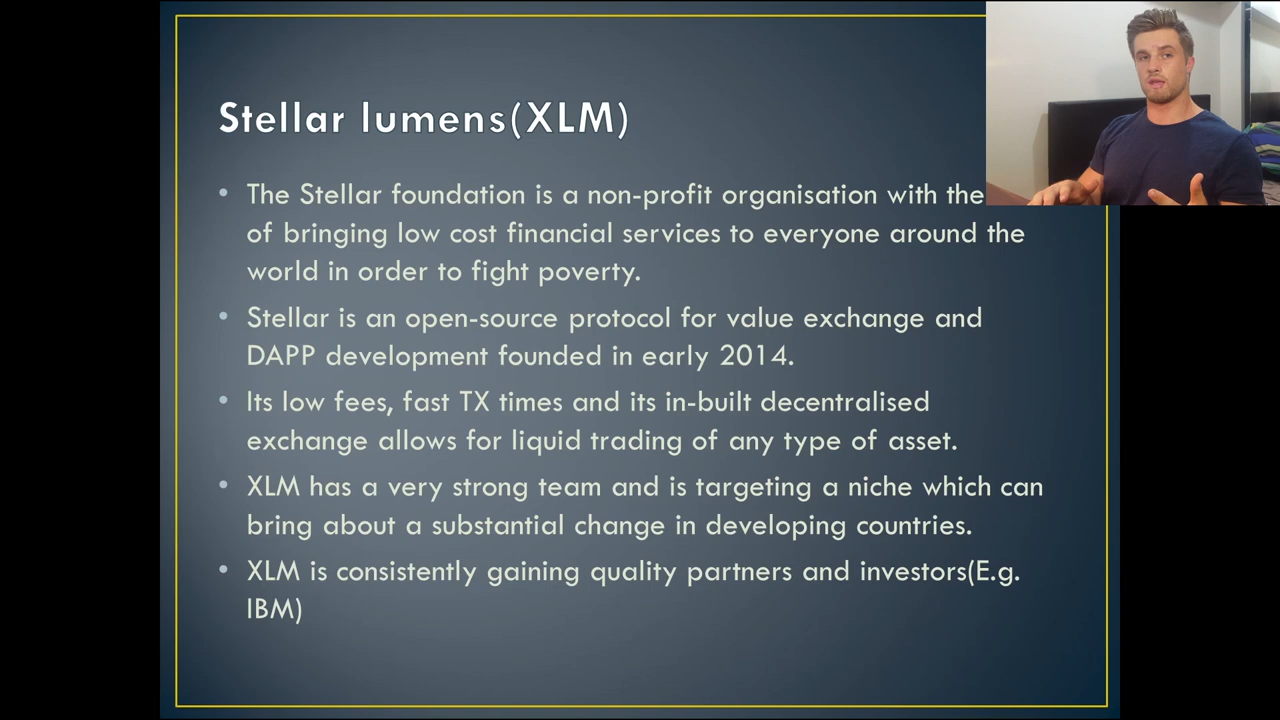 Stellar lumens(XLM)
• The Stellar foundation is a non-profit organisation with the
of bringing low cost financial services to everyone around the
world in order to fight poverty.
• Stellar is an open-source protocol for value exchange and
DAPP development founded in early 2014.
• Its low fees, fast TX times and its in-built decentralised
exchange allows for liquid trading of any type of asset.
• XLM has a very strong team and is targeting a niche which can
bring about a substantial change in developing countries.
• XLM is consistently gaining quality partners and investors(E.g.
IBM)